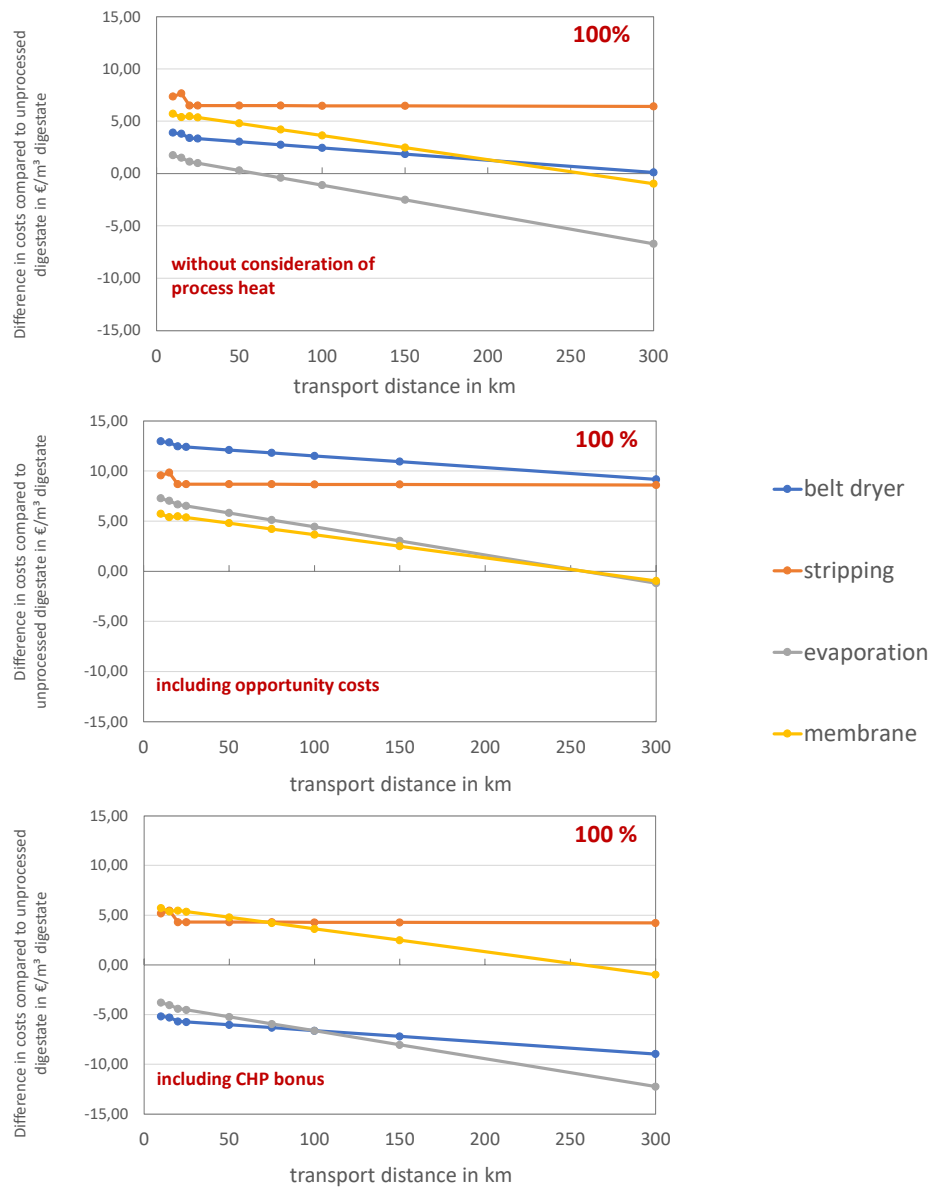 Difference in costs compared to unprocessed
digestate in €/m³ digestate
15,00
10,00
5,00
0,00
-5,00
-10,00
-15,00
100%
without consideration of
process heat
0
50
100
150
200
250
300
transport distance in km
Difference in costs compared to
unprocessed digestate in €/m³ digestate
15,00
10,00
5,00
0,00
-5,00
-10,00
-15,00
100 %
including opportunity costs
0
50
100
150
200
250
300
transport distance in km
belt dryer
stripping
evaporation
membrane
Difference in costs compared to unprocessed
digestate in €/m³ digestate
15,00
10,00
5,00
0,00
-5,00
-10,00
-15,00
100 %
including CHP bonus
0
50
100
150
200
250
300
transport distance in km